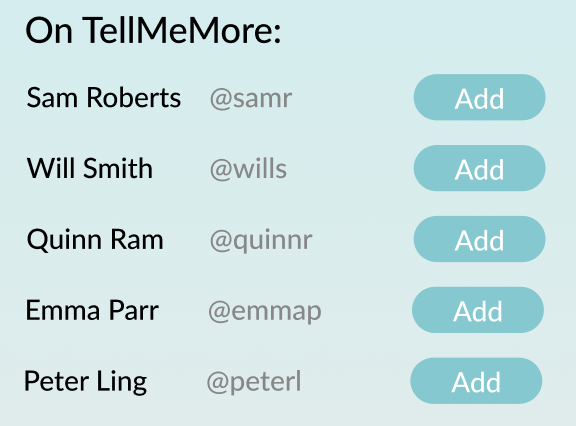 On TellMeMore:
Sam Roberts @samr Add
Will Smith @wills Add
Quinn Ram @quinnr Add
Emma Parr @emmap Add
Peter Ling @peterl Add